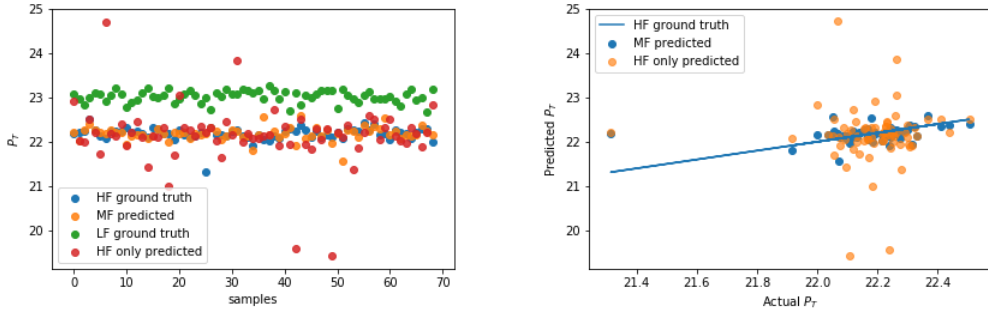 25
24
23
22
21
20
P_T
0 10 20 30 40 50 60 70
samples
HF ground truth
MF predicted
LF ground truth
HF only predicted
25
24
23
22
21
20
Predicted P_T
21.4 21.6 21.8 22.0 22.2 22.4
Actual P_T
HF ground truth
MF predicted
HF only predicted